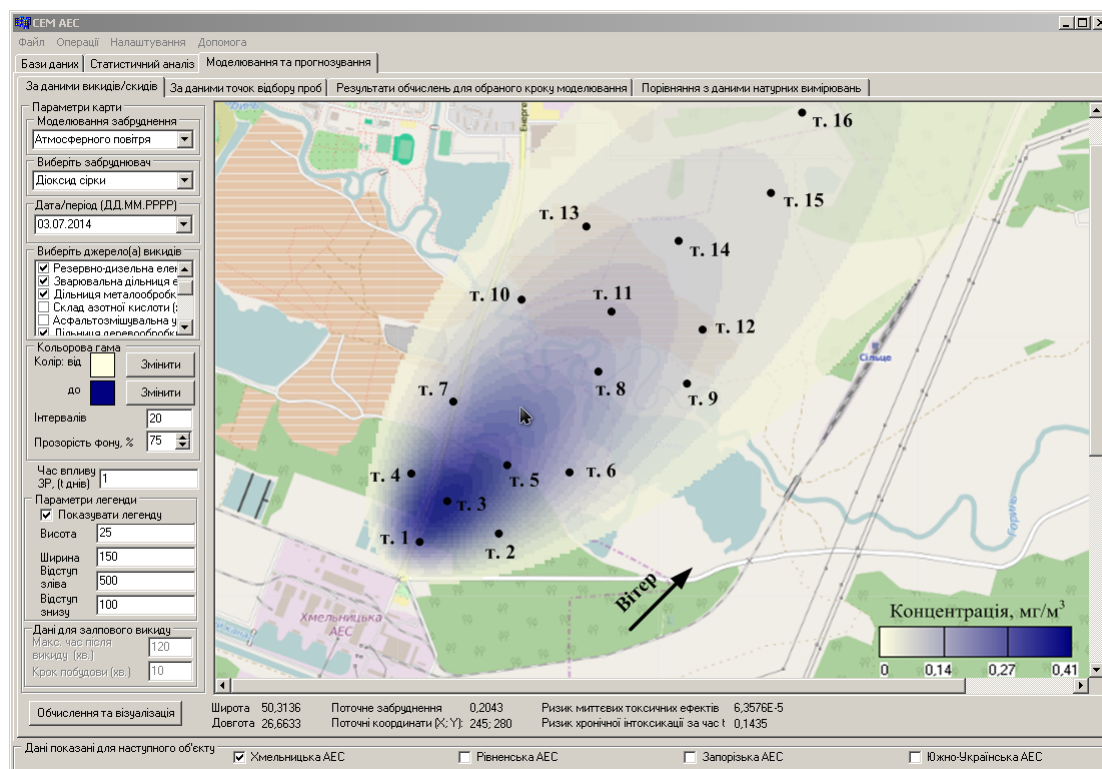 СЕМ АЕС
Файл Операції Налаштування Допомога
Бази даних Статистичний аналіз Моделювання та прогнозування
За даними викидів/скидів За даними точок відбору проб Результати обчислень для обраного кроку моделювання Порівняння з даними натурних вимірювань
Параметри карти
Моделювання забруднення
Атмосферного повітря
Виберіть забруднювач
Діоксид сірки
Дата/період (ДД.ММ.РРРР)
03.07.2014
Виберіть джерело(а) викидів
Резервно-дизельна елек
Зварювальна дільниця е
Дільниця металообробк
Склад азотної кислоти (з
Асфальтозмішувальна у
Дільниця деревообробки
Кольорова гама
Колір: від Змінити
до Змінити
Інтервалів 20
Прозорість фону, % 75
Час впливу
ЗР, (t днів) 1
Параметри легенди
Показувати легенду
Висота 25
Ширина 150
Відступ
зліва 500
Відступ
знизу 100
Дані для залпового викиду
Макс. час після
викиду (хв.) 120
Крок побудови (хв.) 10
Енерге
т. 16
т. 15
т. 13
т. 14
т. 10
т. 11
т. 12
Сільце
т. 7
т. 8
т. 9
т. 4
т. 5
т. 6
т. 3
т. 1
т. 2
Горина
Вітер
Хмельницька
АЕС
Концентрація, мг/м³
0 0,14 0,27 0,41
Обчислення та візуалізація
Широта 50,3136 Поточне забруднення 0,2043 Ризик миттєвих токсичних ефектів 6,3576E-5
Довгота 26,6633 Поточні координати (X; Y): 245; 280 Ризик хронічної інтоксикації за час t 0,1435
Дані показані для наступного об'єкту
Хмельницька АЕС Рівненська АЕС Запорізька АЕС Южно-Українська АЕС